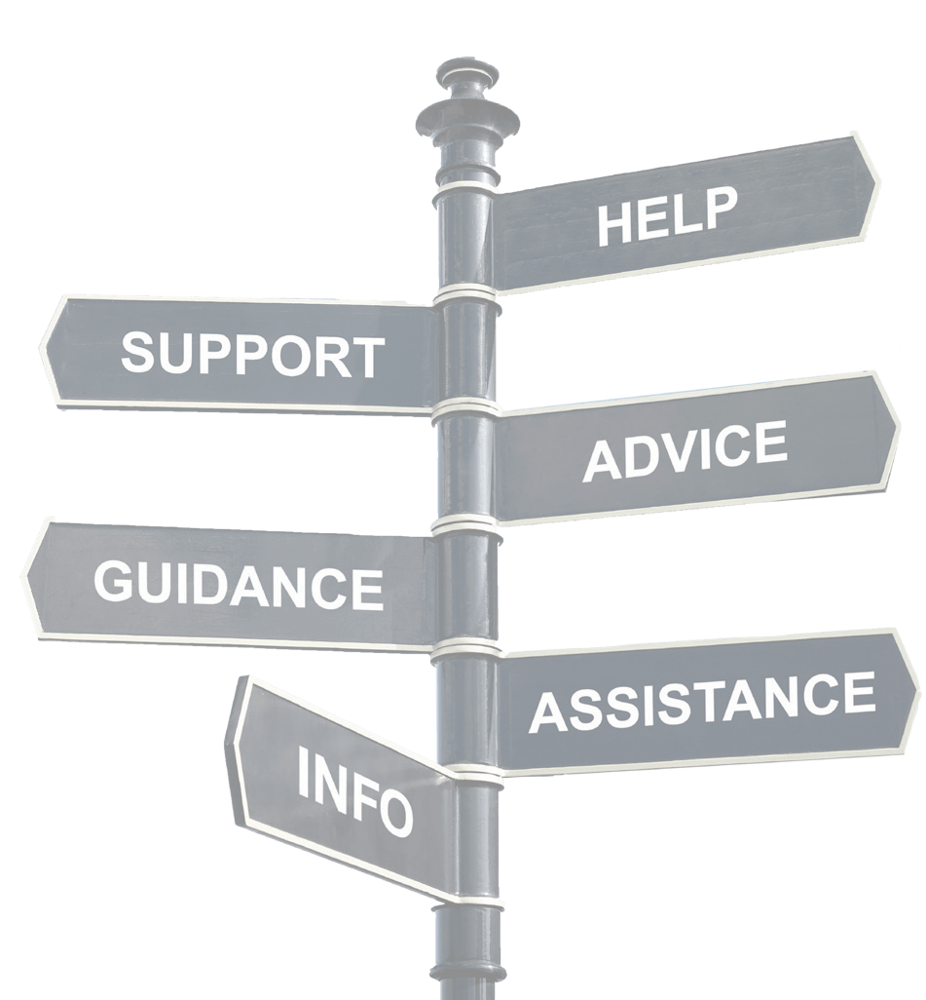 HELP
SUPPORT
ADVICE
GUIDANCE
ASSISTANCE
INFO